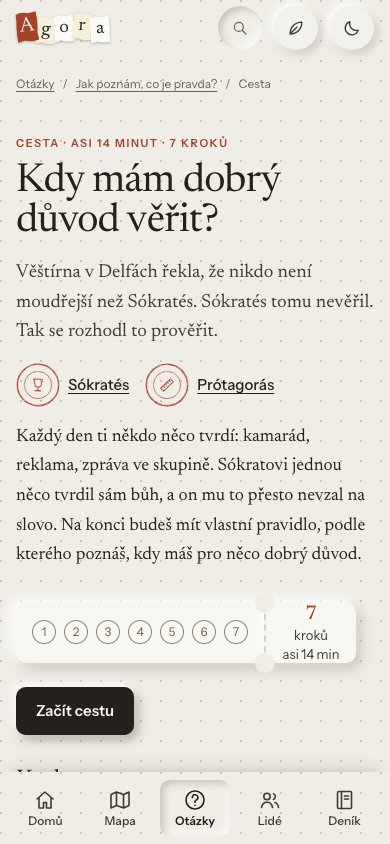 Agora
Otázky / Jak poznám, co je pravda? / Cesta
CESTA · ASI 14 MINUT · 7 KROKŮ
Kdy mám dobrý
důvod věřit?
Věštírna v Delfách řekla, že nikdo není
moudřejší než Sókratés. Sókratés tomu nevěřil.
Tak se rozhodl to prověřit.
Sókratés Prótagorás
Každý den ti někdo něco tvrdí: kamarád,
reklama, zpráva ve skupině. Sókratovi jednou
něco tvrdil sám bůh, a on mu to přesto nevzal na
slovo. Na konci budeš mít vlastní pravidlo, podle
kterého poznáš, kdy máš pro něco dobrý důvod.
1 2 3 4 5 6 7
7
kroků
asi 14 min
Začít cestu
Domů Mapa Otázky Lidé Deník